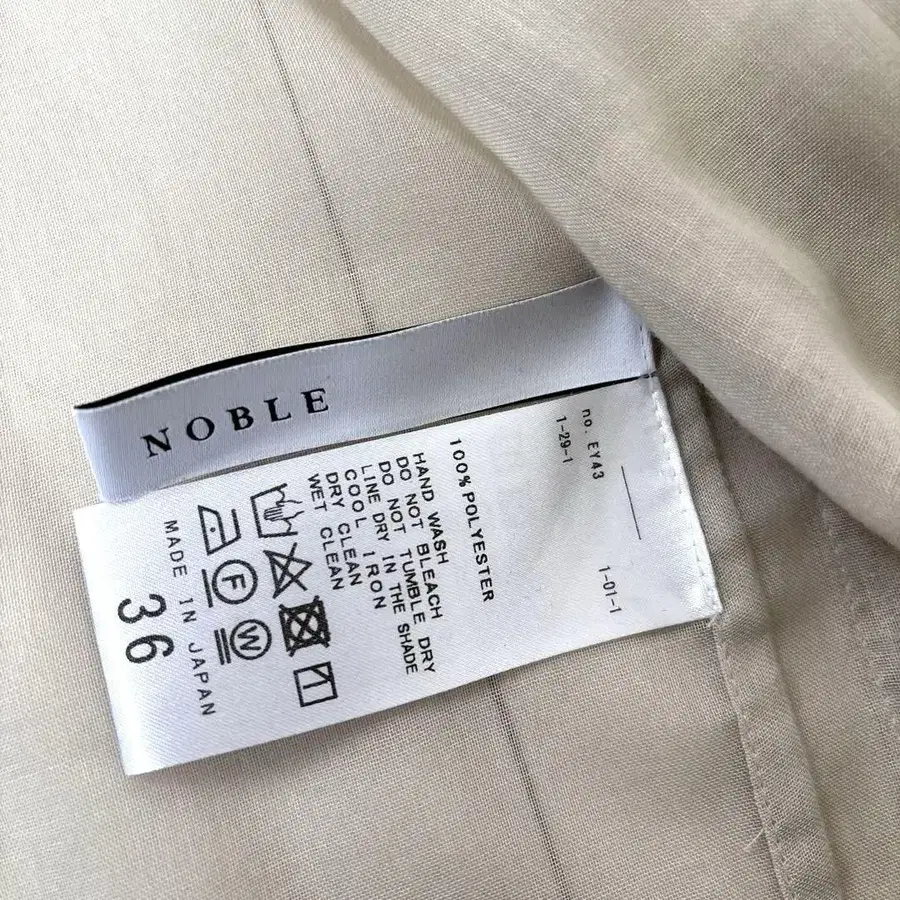 NOBLE
no. EY43
1-29-1
1-01-1
100% POLYESTER
HAND WASH
DO NOT BLEACH
DO NOT TUMBLE DRY
LINE DRY IN THE SHADE
COOL IRON
DRY CLEAN
WET CLEAN
F
W
MADE IN JAPAN
36